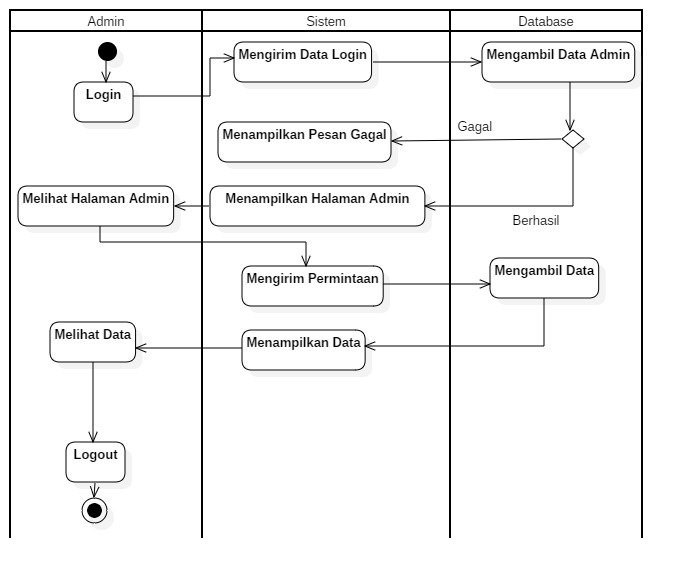 Admin
Sistem
Database
Login
Mengirim Data Login
Mengambil Data Admin
Gagal
Menampilkan Pesan Gagal
Melihat Halaman Admin
Menampilkan Halaman Admin
Berhasil
Mengirim Permintaan
Mengambil Data
Melihat Data
Menampilkan Data
Logout